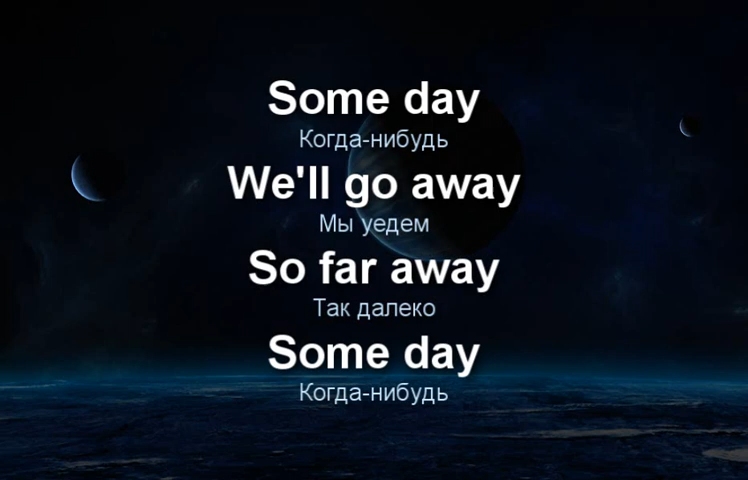 Some day
Когда-нибудь
We'll go away
Мы уедем
So far away
Так далеко
Some day
Когда-нибудь